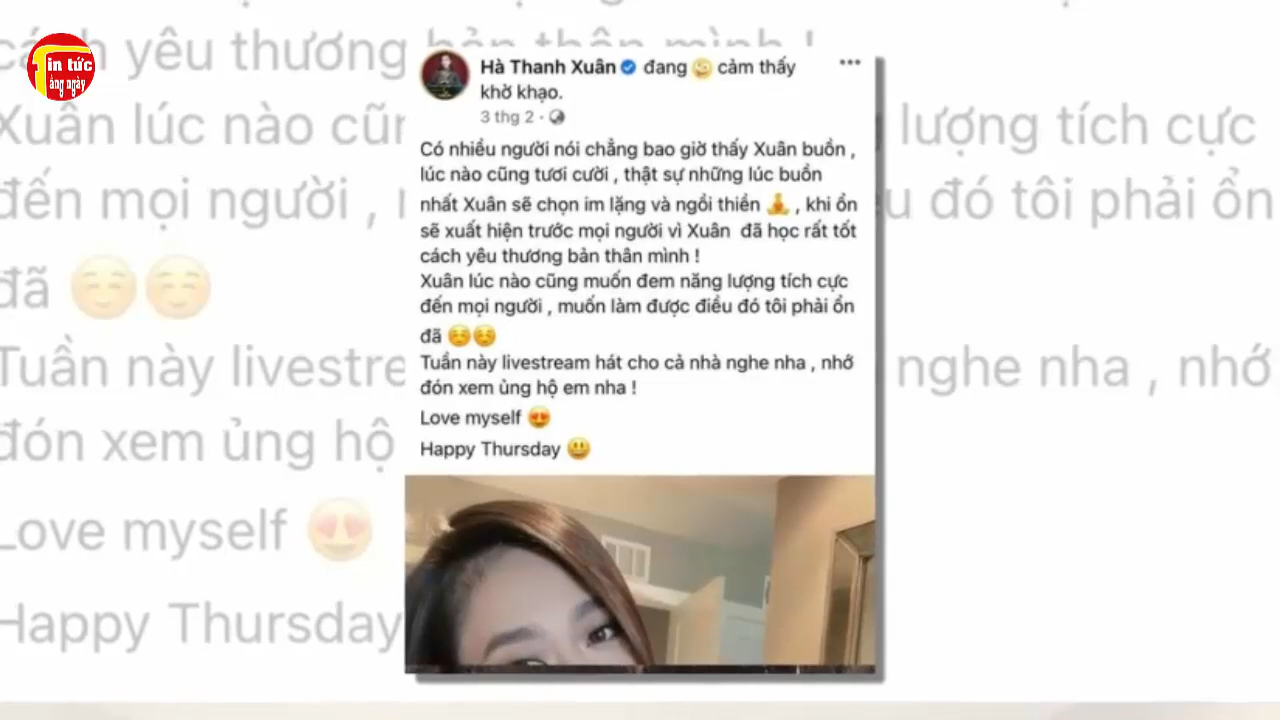 Tin tức
hàng ngày
cách yêu thương bản thân mình !
Xuân lúc nào cũn
lượng tích cực
đến mọi người ,
u đó tôi phải ổn
đã ☺️☺️
Tuần này livestre
nghe nha , nhớ
đón xem ủng hộ
Love myself 😍
Happy Thursday
Hà Thanh Xuân đang 🤪 cảm thấy
khờ khạo.
3 thg 2 ·
Có nhiều người nói chẳng bao giờ thấy Xuân buồn ,
lúc nào cũng tươi cười , thật sự những lúc buồn
nhất Xuân sẽ chọn im lặng và ngồi thiền 🧘 , khi ổn
sẽ xuất hiện trước mọi người vì Xuân đã học rất tốt
cách yêu thương bản thân mình !
Xuân lúc nào cũng muốn đem năng lượng tích cực
đến mọi người , muốn làm được điều đó tôi phải ổn
đã ☺️☺️
Tuần này livestream hát cho cả nhà nghe nha , nhớ
đón xem ủng hộ em nha !
Love myself 😍
Happy Thursday 😃